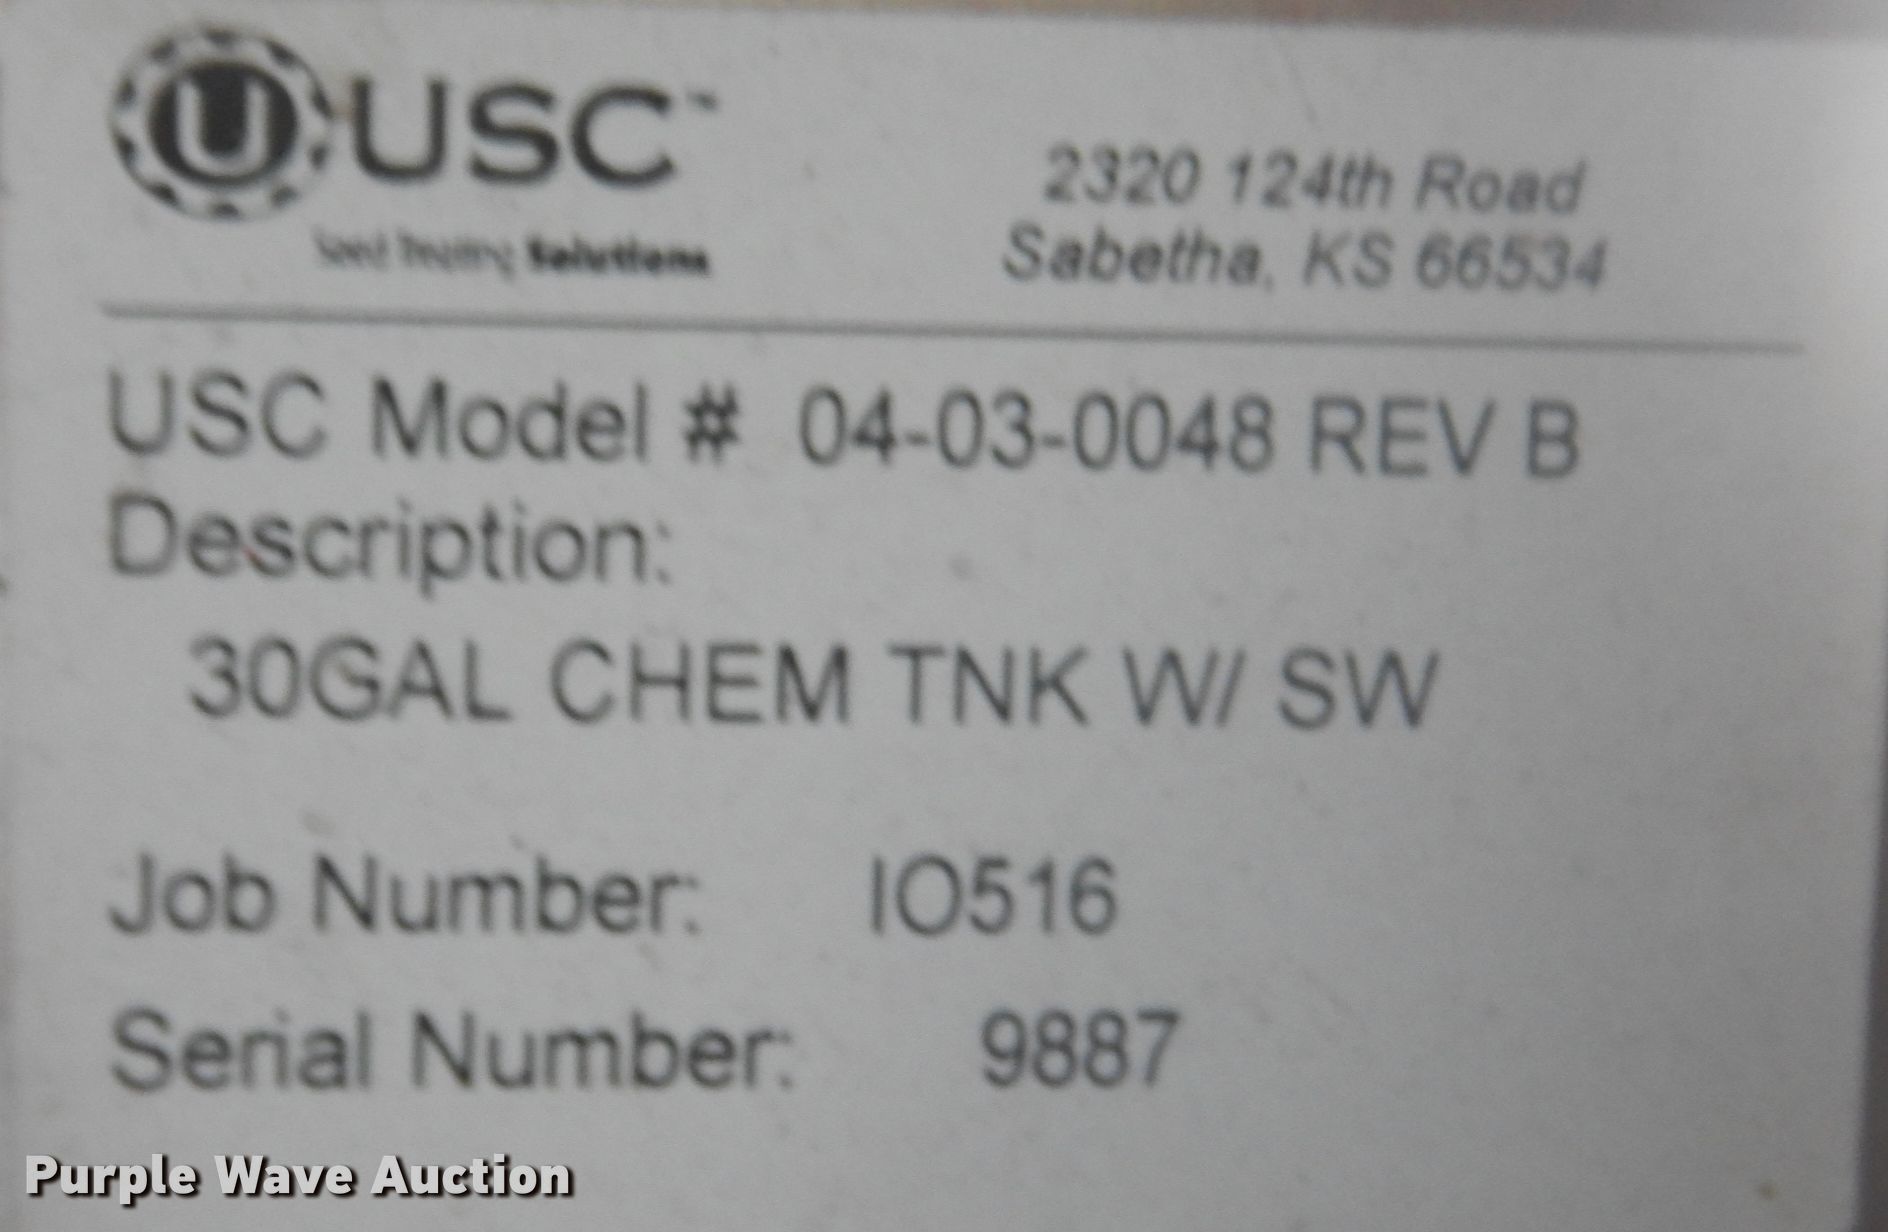 U USC™
Seed Treating Solutions
2320 124th Road
Sabetha, KS 66534
USC Model # 04-03-0048 REV B
Description:
30GAL CHEM TNK W/ SW
Job Number: IO516
Serial Number: 9887
Purple Wave Auction